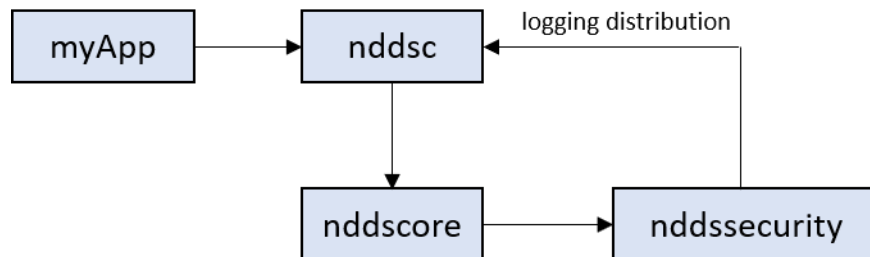 logging distribution
myApp
nddsc
nddscore
nddssecurity